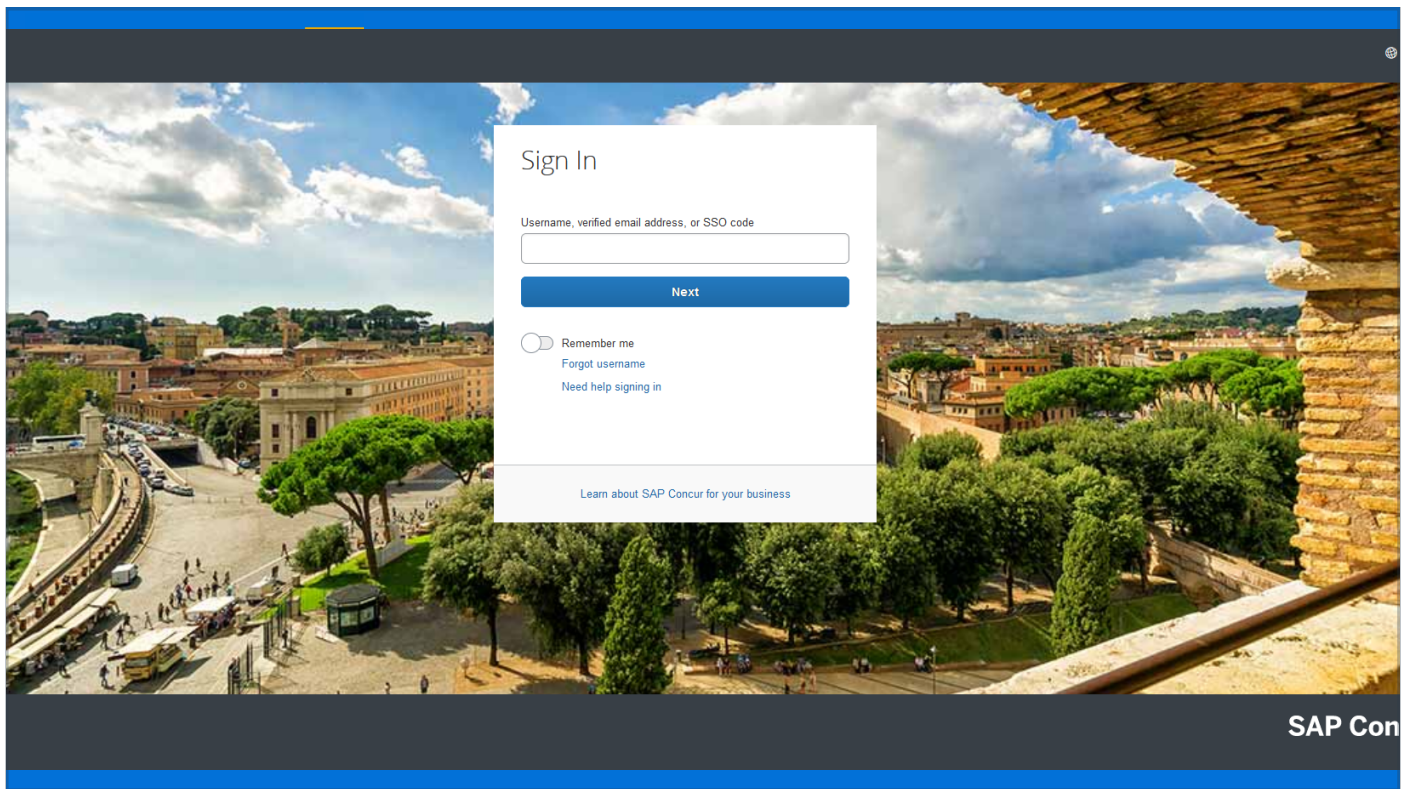 Sign In
Username, verified email address, or SSO code
Next
Remember me
Forgot username
Need help signing in
Learn about SAP Concur for your business
SAP Con